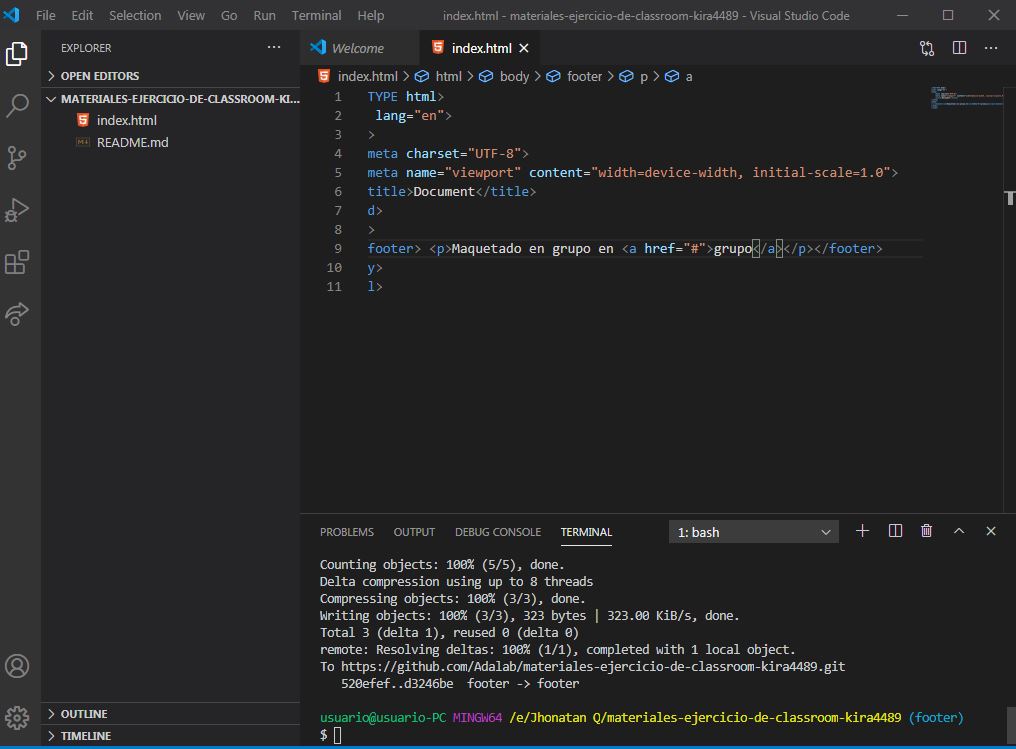 File Edit Selection View Go Run Terminal Help index.html - materiales-ejercicio-de-classroom-kira4489 - Visual Studio Code
EXPLORER
OPEN EDITORS
MATERIALES-EJERCICIO-DE-CLASSROOM-KI...
index.html
README.md
OUTLINE
TIMELINE
Welcome index.html
index.html > html > body > footer > p > a
1 TYPE html>
2 lang="en">
3 >
4 meta charset="UTF-8">
5 meta name="viewport" content="width=device-width, initial-scale=1.0">
6 title>Document</title>
7 d>
8 >
9 footer> <p>Maquetado en grupo en <a href="#">grupo</a></p></footer>
10 y>
11 l>
PROBLEMS OUTPUT DEBUG CONSOLE TERMINAL 1: bash
Counting objects: 100% (5/5), done.
Delta compression using up to 8 threads
Compressing objects: 100% (3/3), done.
Writing objects: 100% (3/3), 323 bytes | 323.00 KiB/s, done.
Total 3 (delta 1), reused 0 (delta 0)
remote: Resolving deltas: 100% (1/1), completed with 1 local object.
To https://github.com/Adalab/materiales-ejercicio-de-classroom-kira4489.git
520efef..d3246be footer -> footer
usuario@usuario-PC MINGW64 /e/Jhonatan Q/materiales-ejercicio-de-classroom-kira4489 (footer)
$